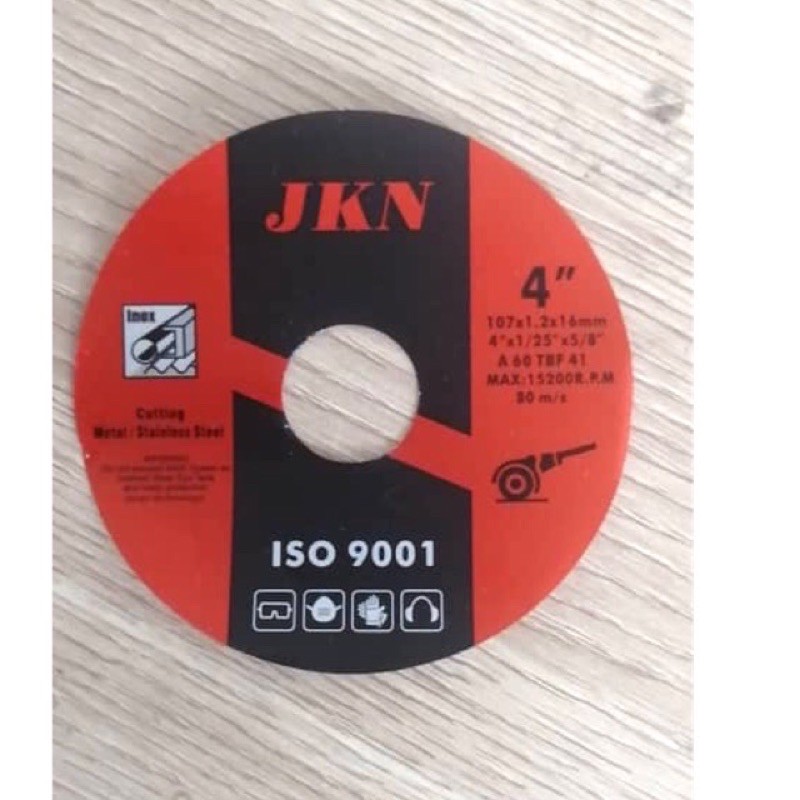 JKN
Inox
Cutting
Metal/Stainless Steel
4"
107x1.2x16mm
4"x1/25"x5/8"
A 60 TBF 41
MAX:15200R.P.M
80 m/s
ISO 9001